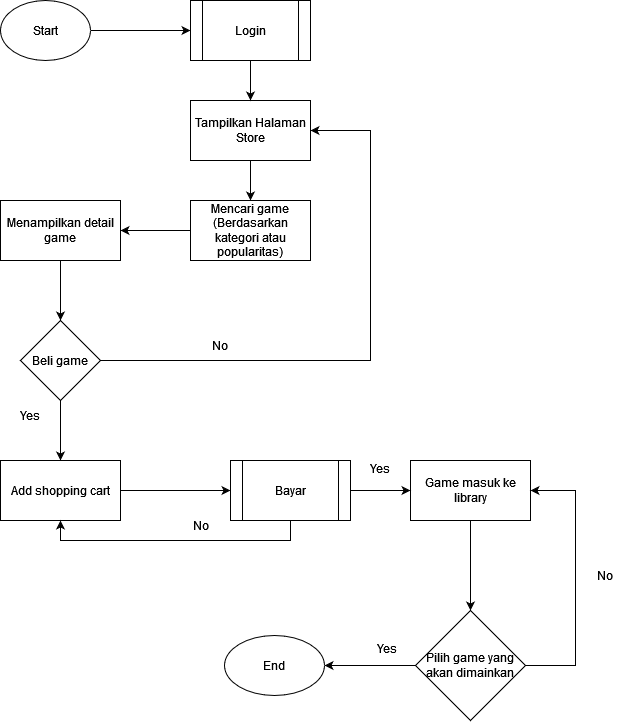 Start
Login
Tampilkan Halaman
Store
Mencari game
(Berdasarkan
kategori atau
popularitas)
Menampilkan detail
game
Beli game
No
Yes
Add shopping cart
Bayar
Yes
Game masuk ke
library
No
No
Pilih game yang
akan dimainkan
Yes
End